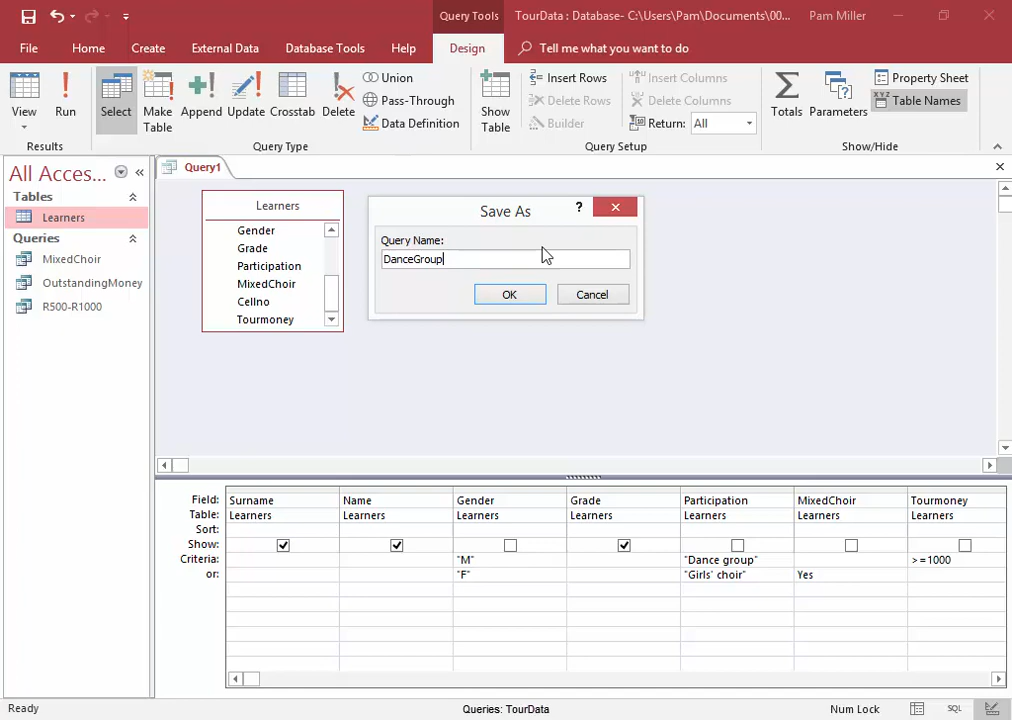 Query Tools
TourData : Database- C:\Users\Pam\Documents\00...
Pam Miller
File
Home
Create
External Data
Database Tools
Help
Design
Tell me what you want to do
View
Run
Results
Select
Make
Table
Append
Update
Crosstab
Delete
Union
Pass-Through
Data Definition
Query Type
Show
Table
Insert Rows
Delete Rows
Builder
Insert Columns
Delete Columns
Return: All
Query Setup
Totals
Parameters
Property Sheet
XYZ Table Names
Show/Hide
All Acces... «
Tables
Learners
Queries
MixedChoir
OutstandingMoney
R500-R1000
Query1
Learners
Gender
Grade
Participation
MixedChoir
Cellno
Tourmoney
Save As ?
Query Name:
DanceGroup
OK Cancel
Field: Surname Name Gender Grade Participation MixedChoir Tourmoney
Table: Learners Learners Learners Learners Learners Learners Learners
Sort:
Show:
Criteria: "M" "Dance group" >=1000
or: "F" "Girls' choir" Yes
Ready
Queries: TourData
Num Lock
SQL